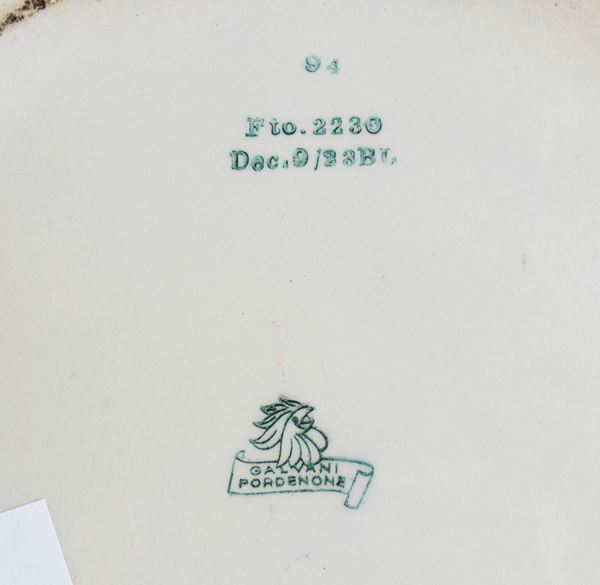 94
Fto.2230
Dec.9/23BL
GALVANI
PORDENONE